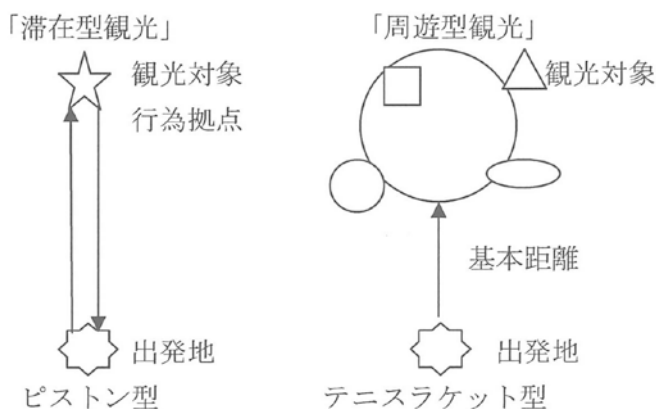 「滞在型観光」
観光対象
行為拠点
出発地
ピストン型
「周遊型観光」
観光対象
基本距離
出発地
テニスラケット型